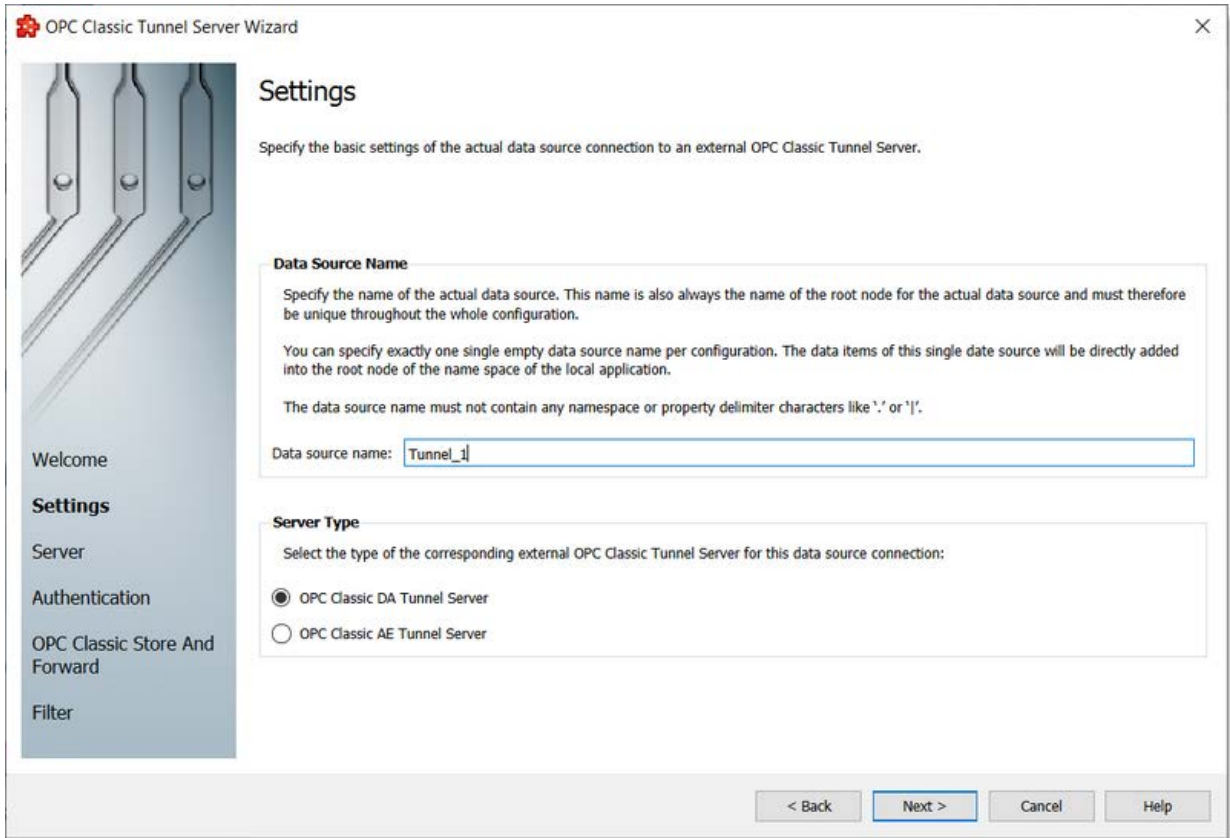 OPC Classic Tunnel Server Wizard
Settings
Specify the basic settings of the actual data source connection to an external OPC Classic Tunnel Server.
Data Source Name
Specify the name of the actual data source. This name is also always the name of the root node for the actual data source and must therefore
be unique throughout the whole configuration.
You can specify exactly one single empty data source name per configuration. The data items of this single date source will be directly added
into the root node of the name space of the local application.
The data source name must not contain any namespace or property delimiter characters like '.' or '|'.
Data source name: Tunnel_1
Welcome
Settings
Server
Authentication
OPC Classic Store And
Forward
Filter
Server Type
Select the type of the corresponding external OPC Classic Tunnel Server for this data source connection:
OPC Classic DA Tunnel Server
OPC Classic AE Tunnel Server
< Back Next > Cancel Help